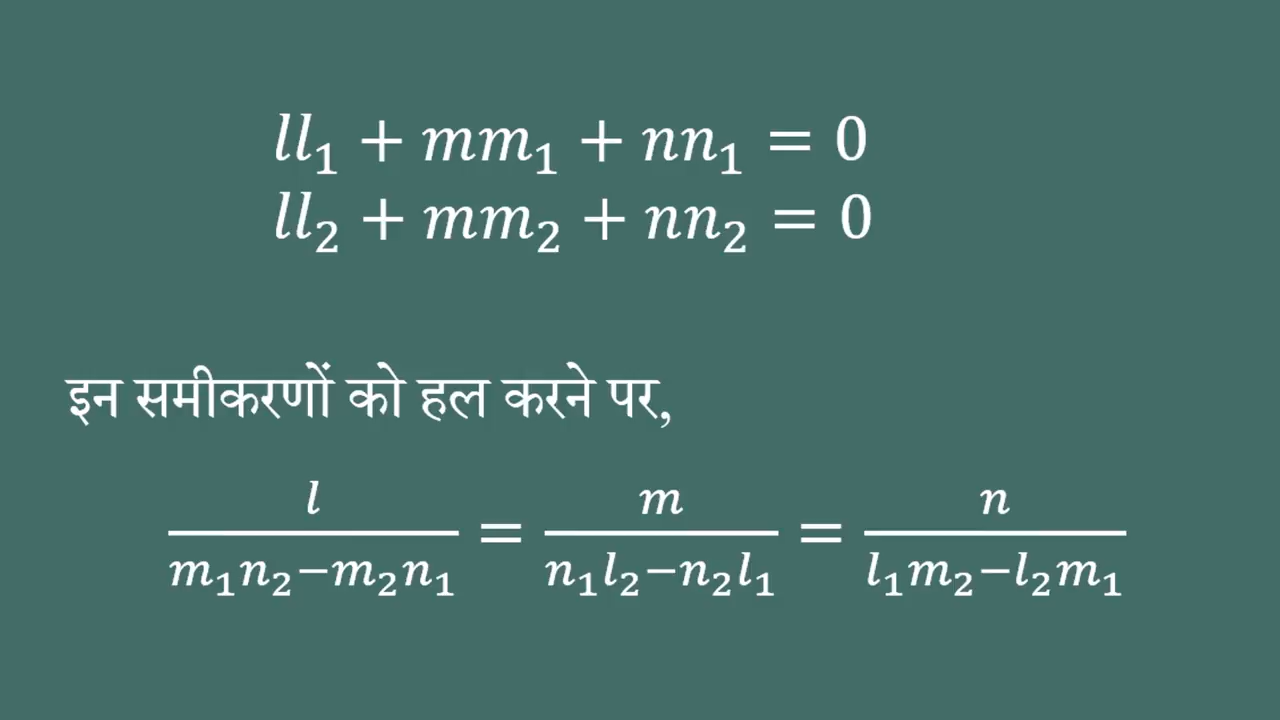 ll₁ + mm₁ + nn₁ = 0
ll₂ + mm₂ + nn₂ = 0
इन समीकरणों को हल करने पर,
l/(m₁n₂−m₂n₁) = m/(n₁l₂−n₂l₁) = n/(l₁m₂−l₂m₁)